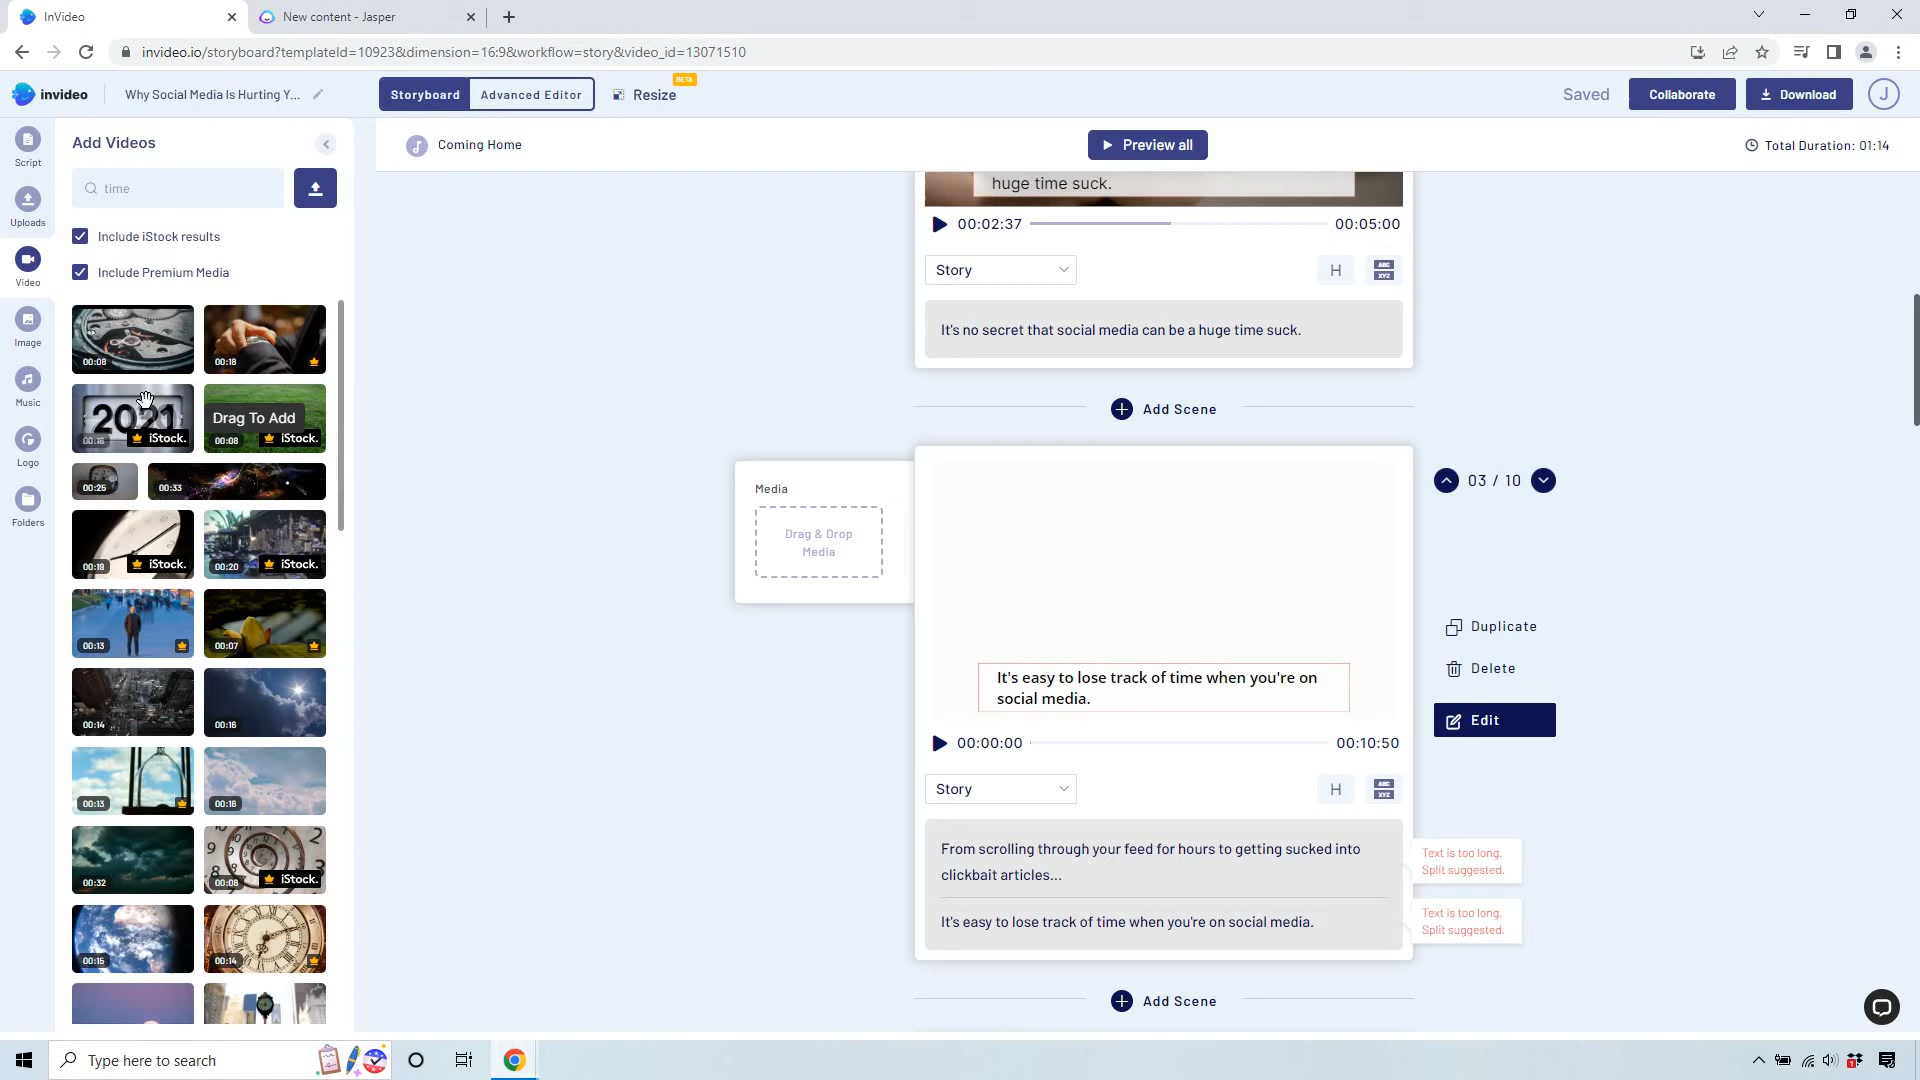 InVideo
New content - Jasper
invideo.io/storyboard?templateId=10923&dimension=16:9&workflow=story&video_id=13071510
invideo
Why Social Media Is Hurting Y...
Storyboard
Advanced Editor
Resize
BETA
Saved
Collaborate
Download
J
Script
Uploads
Video
Image
Music
Logo
Folders
Add Videos
time
Include iStock results
Include Premium Media
00:08
00:18
2021
00:16
iStock.
Drag To Add
00:08
iStock.
00:25
00:33
00:19
iStock.
00:20
iStock.
00:13
00:07
00:14
00:16
00:13
00:16
00:32
00:08
iStock.
00:15
00:14
Coming Home
Preview all
Total Duration: 01:14
huge time suck.
00:02:37
00:05:00
Story
H
ABC
XYZ
It's no secret that social media can be a huge time suck.
Add Scene
Media
Drag & Drop
Media
03 / 10
It's easy to lose track of time when you're on
social media.
Duplicate
Delete
Edit
00:00:00
00:10:50
Story
H
ABC
XYZ
From scrolling through your feed for hours to getting sucked into
clickbait articles...
It's easy to lose track of time when you're on social media.
Text is too long.
Split suggested.
Text is too long.
Split suggested.
Add Scene
Type here to search
1